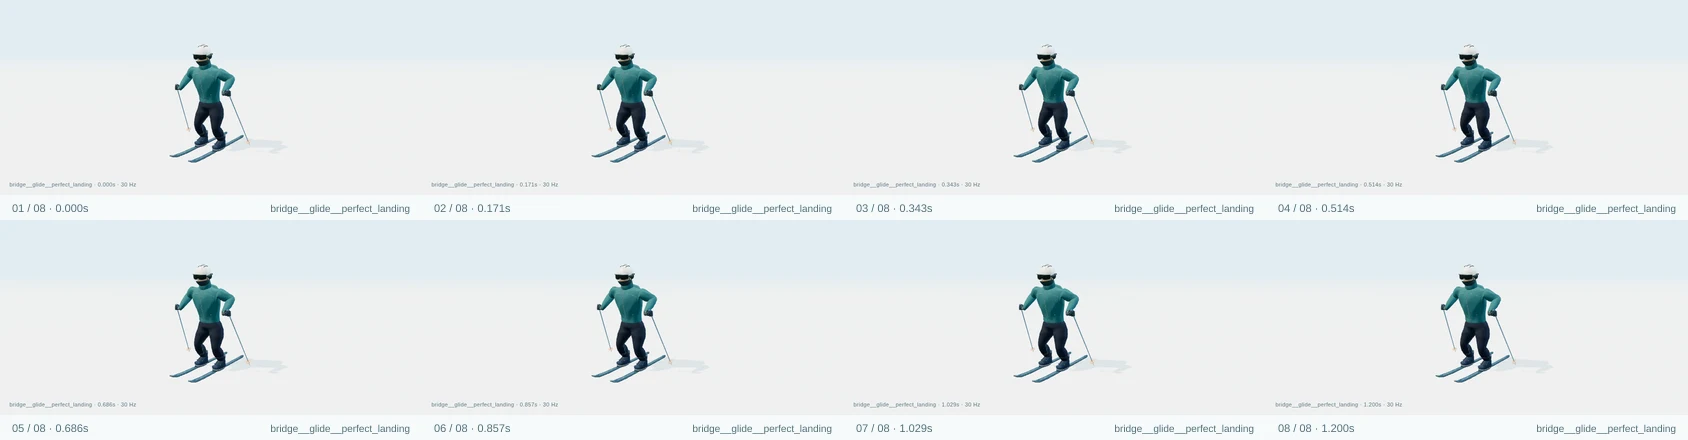 bridge__glide__perfect_landing · 0.000s · 30 Hz
bridge__glide__perfect_landing · 0.171s · 30 Hz
bridge__glide__perfect_landing · 0.343s · 30 Hz
bridge__glide__perfect_landing · 0.514s · 30 Hz
01 / 08 · 0.000s
bridge__glide__perfect_landing
02 / 08 · 0.171s
bridge__glide__perfect_landing
03 / 08 · 0.343s
bridge__glide__perfect_landing
04 / 08 · 0.514s
bridge__glide__perfect_landing
bridge__glide__perfect_landing · 0.686s · 30 Hz
bridge__glide__perfect_landing · 0.857s · 30 Hz
bridge__glide__perfect_landing · 1.029s · 30 Hz
bridge__glide__perfect_landing · 1.200s · 30 Hz
05 / 08 · 0.686s
bridge__glide__perfect_landing
06 / 08 · 0.857s
bridge__glide__perfect_landing
07 / 08 · 1.029s
bridge__glide__perfect_landing
08 / 08 · 1.200s
bridge__glide__perfect_landing